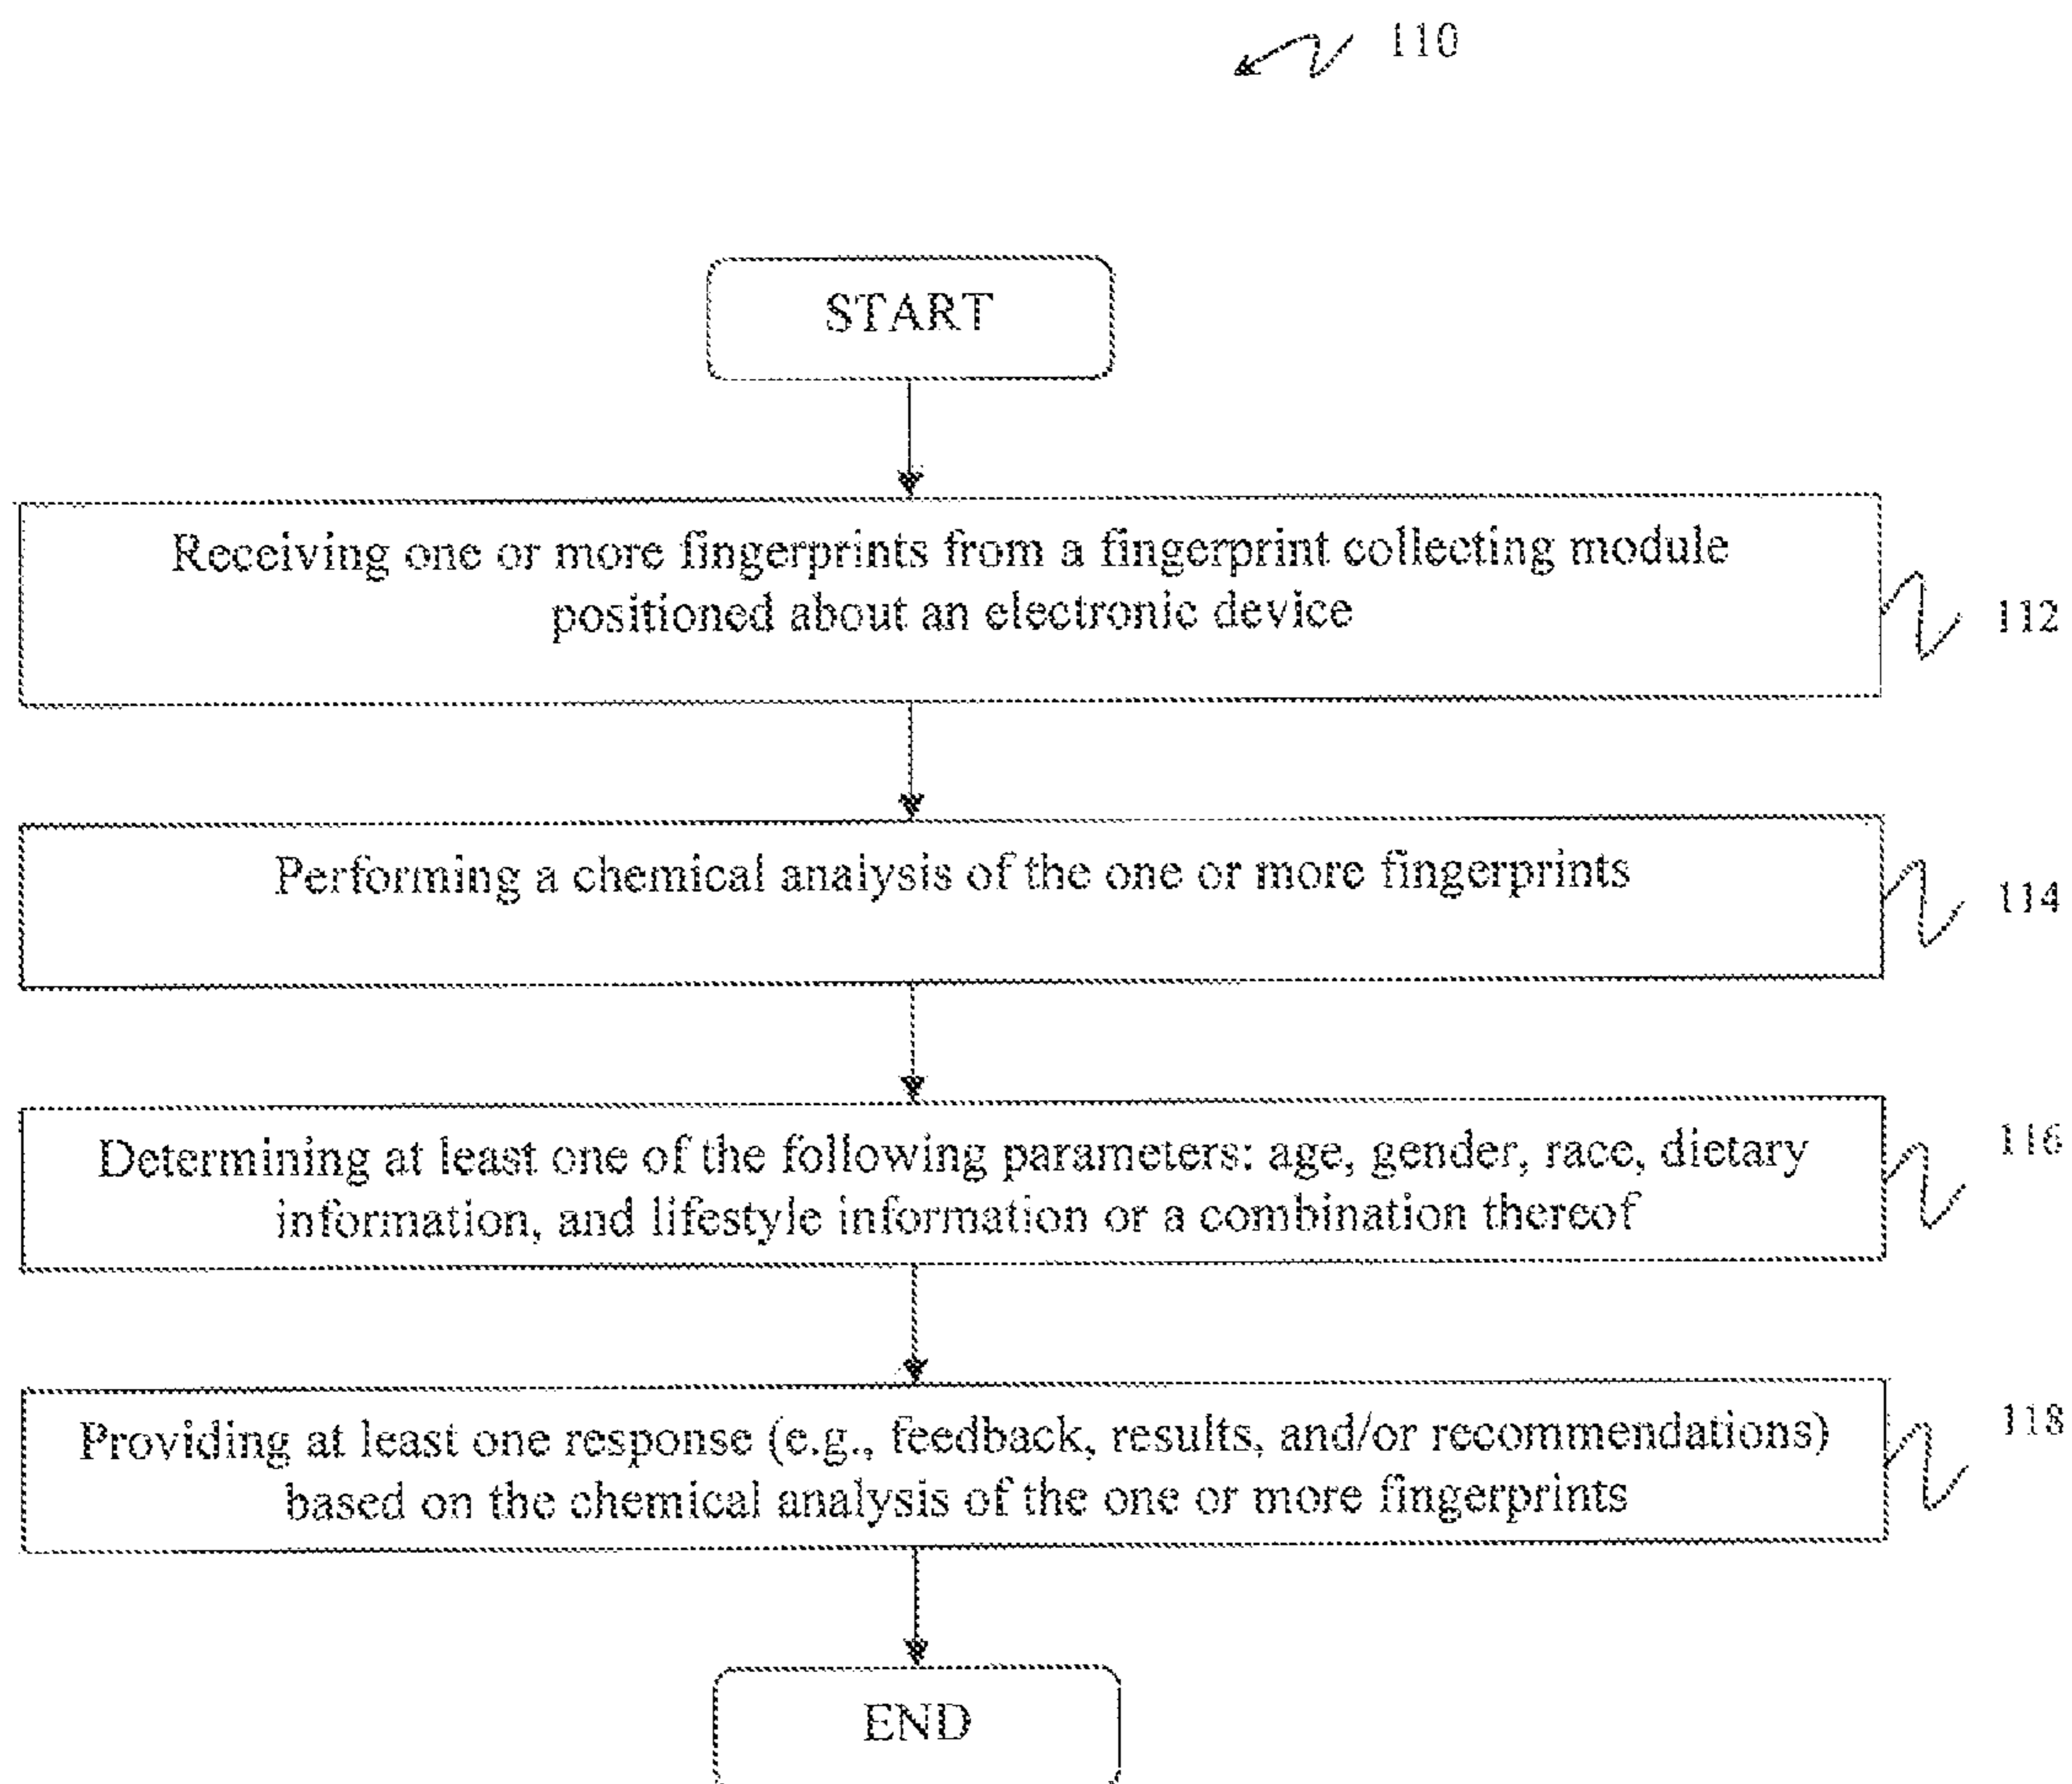 110
START
Receiving one or more fingerprints from a fingerprint collecting module
positioned about an electronic device
112
Performing a chemical analysis of the one or more fingerprints
114
Determining at least one of the following parameters: age, gender, race, dietary
information, and lifestyle information or a combination thereof
116
Providing at least one response (e.g., feedback, results, and/or recommendations)
based on the chemical analysis of the one or more fingerprints
118
END